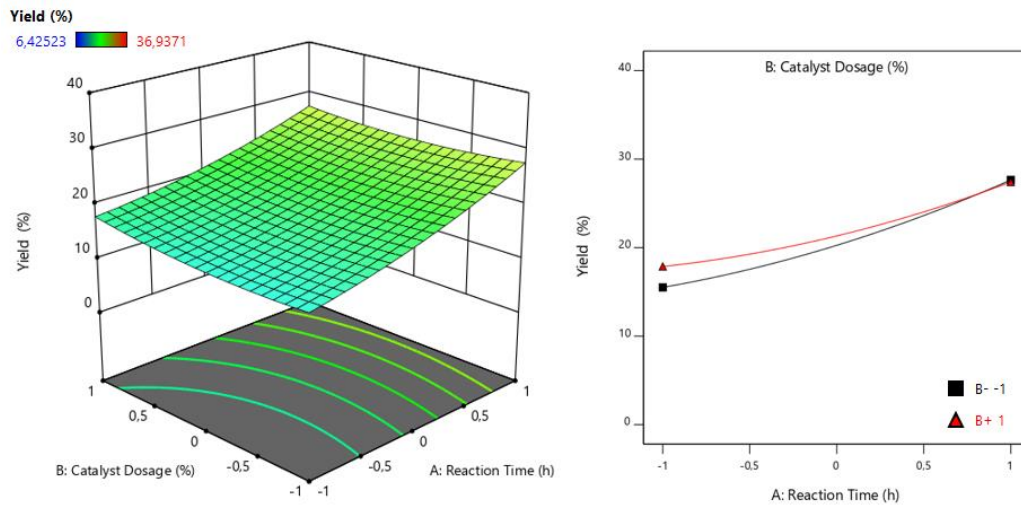 Yield (%)
6,42523 36,9371
40
30
20
10
0
Yield (%)
1
0,5
0
-0,5
-1
B: Catalyst Dosage (%)
-1
-0,5
0
0,5
1
A: Reaction Time (h)
B: Catalyst Dosage (%)
40
30
20
10
0
Yield (%)
-1 -0,5 0 0,5 1
A: Reaction Time (h)
B- -1
B+ 1